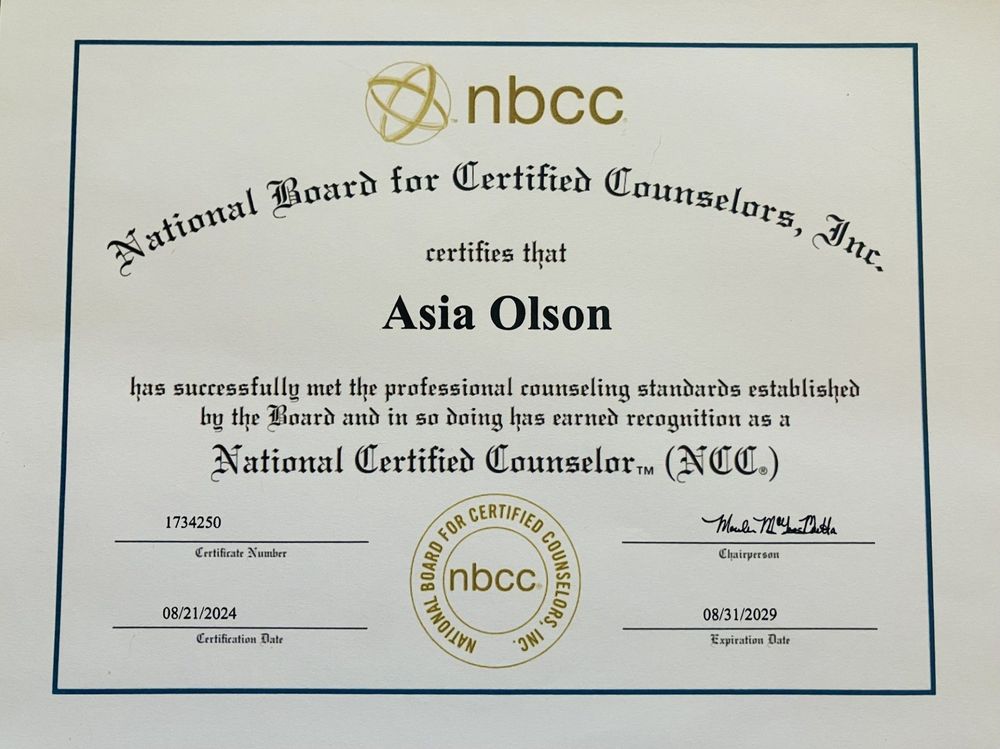 nbcc
National Board for Certified Counselors, Inc.
certifies that
Asia Olson
has successfully met the professional counseling standards established
by the Board and in so doing has earned recognition as a
National Certified Counselor™ (NCC®)
1734250
Certificate Number
Chairperson
08/21/2024
Certification Date
08/31/2029
Expiration Date
NATIONAL BOARD FOR CERTIFIED COUNSELORS, INC.
nbcc®